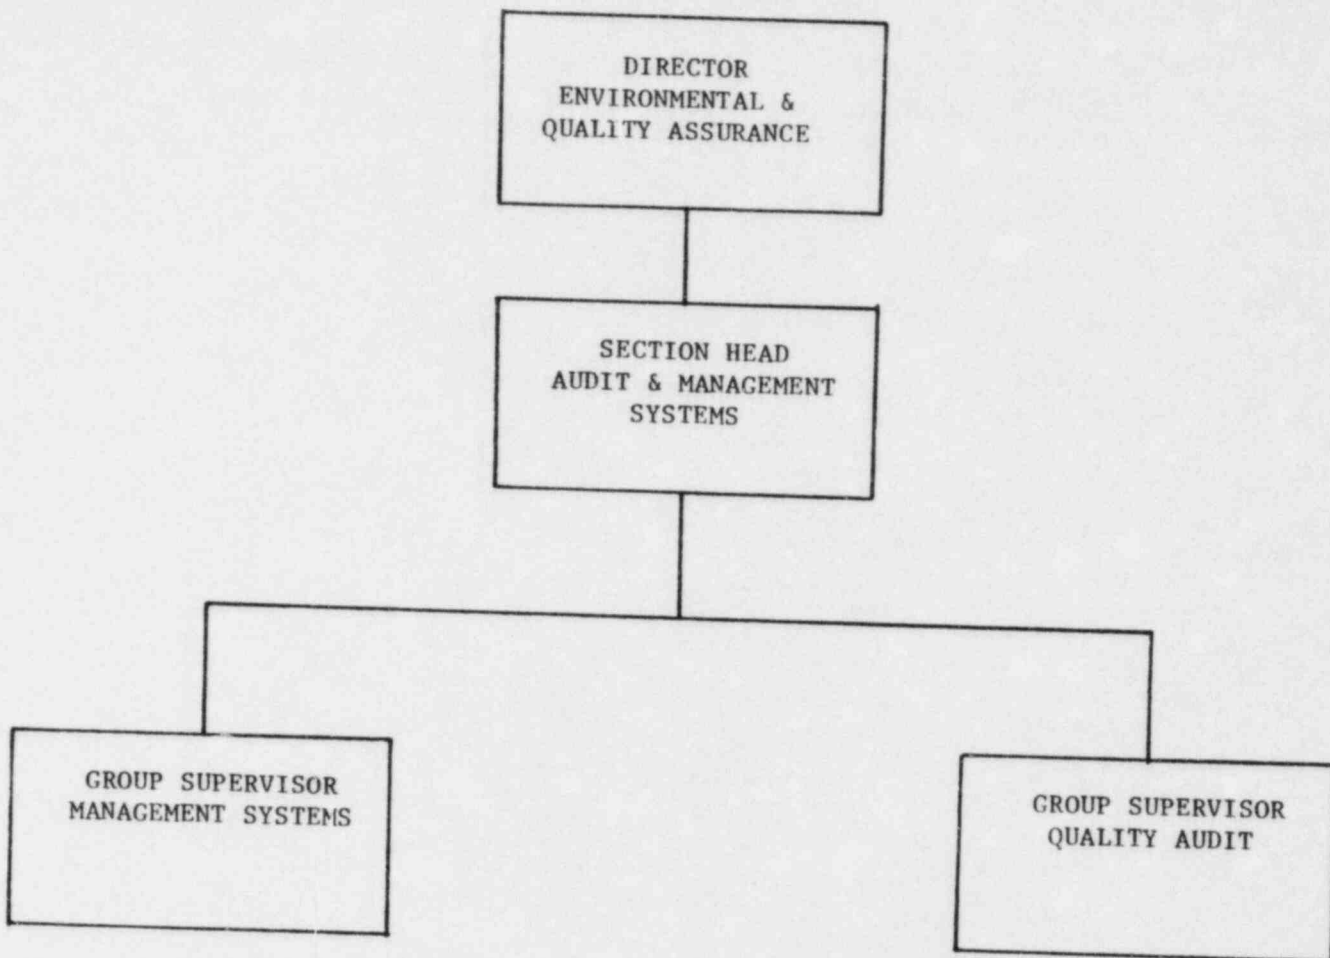 DIRECTOR
ENVIRONMENTAL &
QUALITY ASSURANCE
SECTION HEAD
AUDIT & MANAGEMENT
SYSTEMS
GROUP SUPERVISOR
MANAGEMENT SYSTEMS
GROUP SUPERVISOR
QUALITY AUDIT